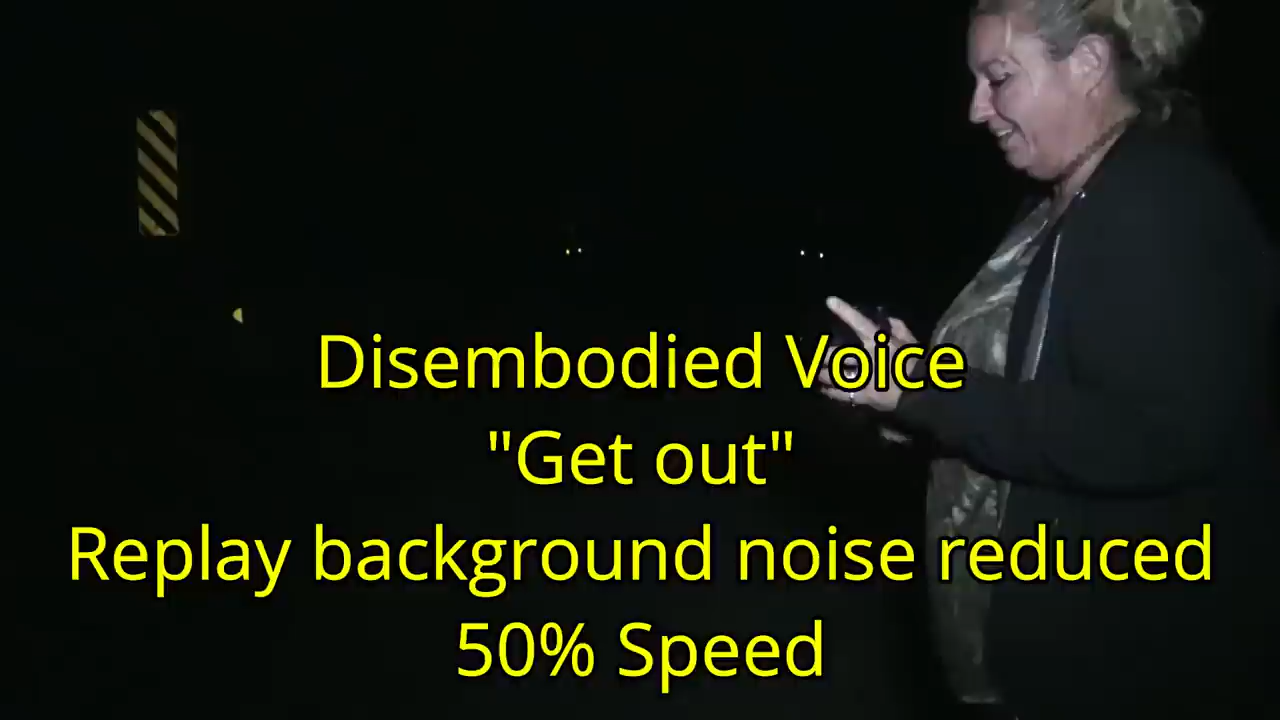 Disembodied Voice
"Get out"
Replay background noise reduced
50% Speed